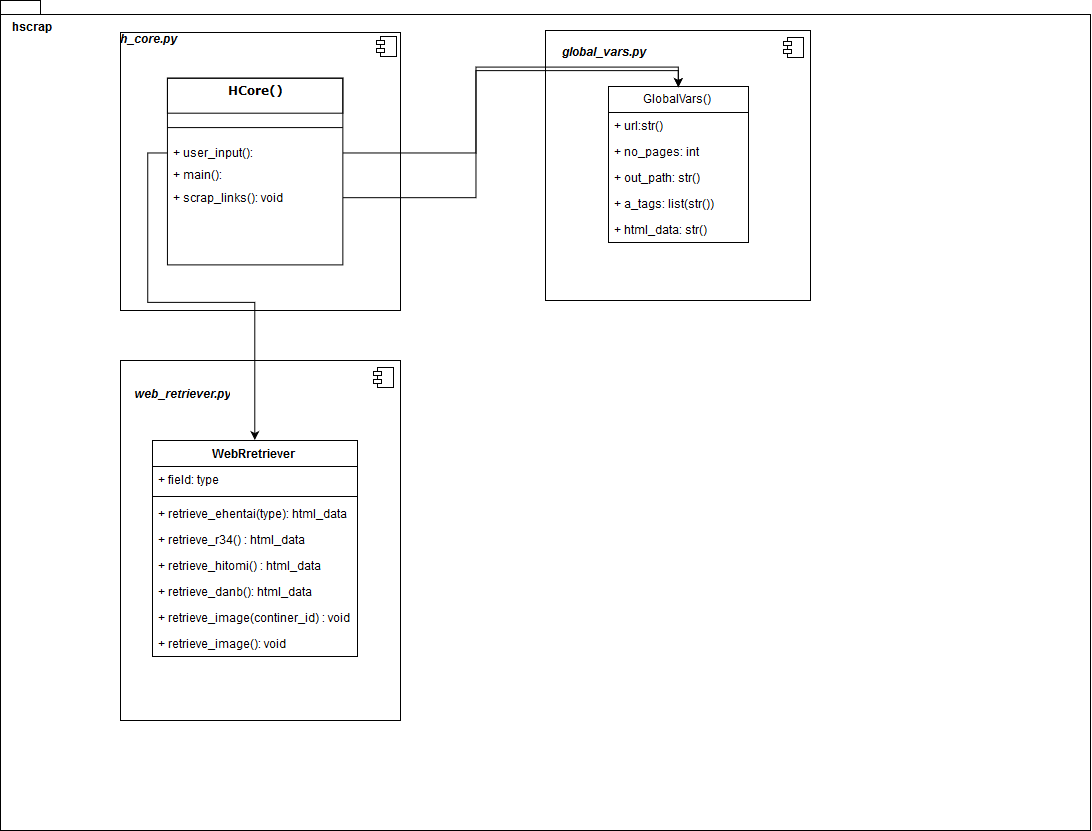 hscrap
h_core.py
HCore()
+ user_input():
+ main():
+ scrap_links(): void
global_vars.py
GlobalVars()
+ url:str()
+ no_pages: int
+ out_path: str()
+ a_tags: list(str())
+ html_data: str()
web_retriever.py
WebRretriever
+ field: type
+ retrieve_ehentai(type): html_data
+ retrieve_r34() : html_data
+ retrieve_hitomi() : html_data
+ retrieve_danb(): html_data
+ retrieve_image(continer_id) : void
+ retrieve_image(): void